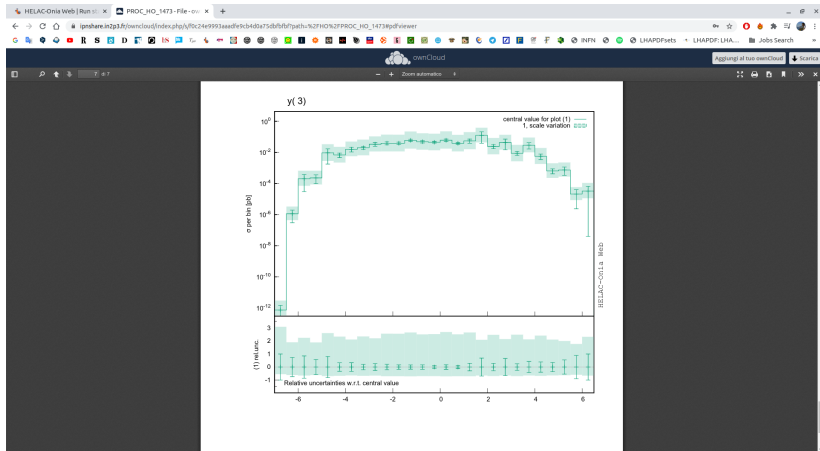 HELAC-Onia Web | Run st
PROC_HO_1473 - File - ow
ipnshare.in2p3.fr/owncloud/index.php/s/f0c24e9993aaadfe9cb4d0a75dbfbfbf?path=%2FHO%2FPROC_HO_1473#pdfviewer
INFN
LHAPDFsets
LHAPDF: LHA...
Jobs Search
ownCloud
Aggiungi al tuo ownCloud
Scarica
7 di 7
Zoom automatico
y( 3)
central value for plot (1)
1, scale variation
10^0
10^-2
10^-4
10^-6
10^-8
10^-10
10^-12
σ per bin [pb]
HELAC-Onia Web
3
2
1
0
-1
(1) rel.unc.
Relative uncertainties w.r.t. central value
-6 -4 -2 0 2 4 6